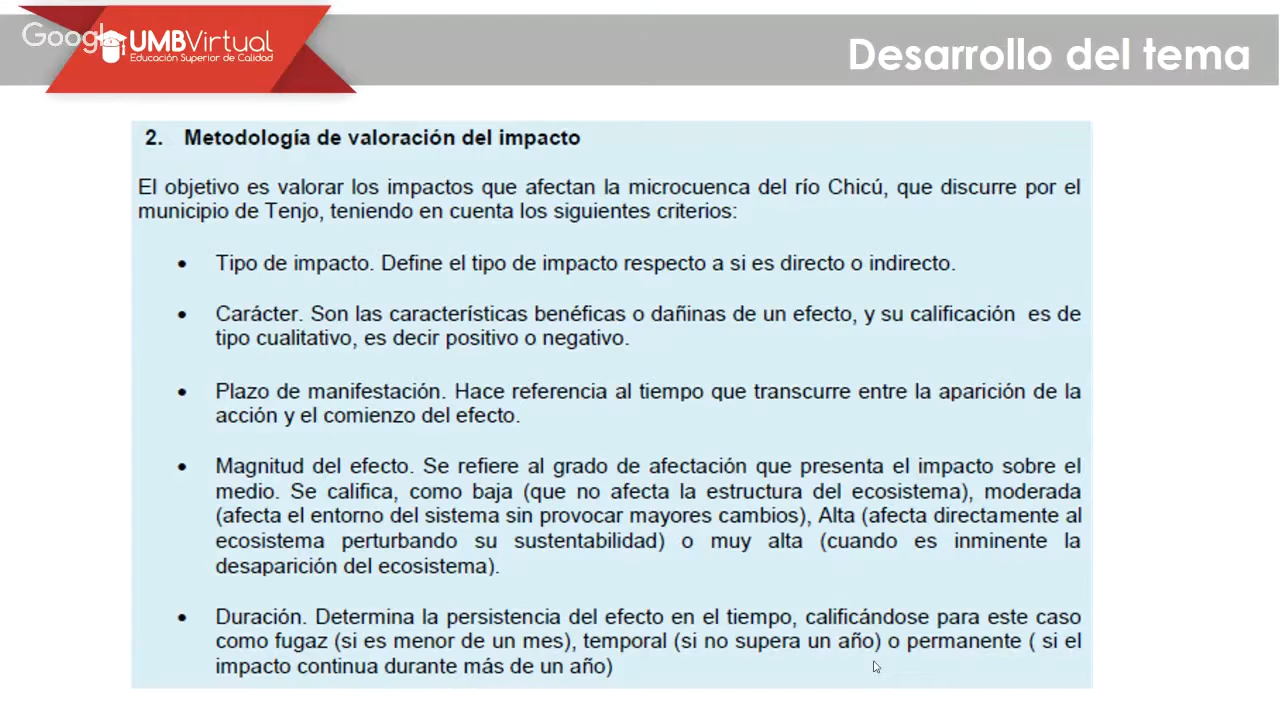 Google
UMBVirtual
Educación Superior de Calidad
Desarrollo del tema
2. Metodología de valoración del impacto
El objetivo es valorar los impactos que afectan la microcuenca del río Chicú, que discurre por el
municipio de Tenjo, teniendo en cuenta los siguientes criterios:
• Tipo de impacto. Define el tipo de impacto respecto a si es directo o indirecto.
• Carácter. Son las características benéficas o dañinas de un efecto, y su calificación es de
tipo cualitativo, es decir positivo o negativo.
• Plazo de manifestación. Hace referencia al tiempo que transcurre entre la aparición de la
acción y el comienzo del efecto.
• Magnitud del efecto. Se refiere al grado de afectación que presenta el impacto sobre el
medio. Se califica, como baja (que no afecta la estructura del ecosistema), moderada
(afecta el entorno del sistema sin provocar mayores cambios), Alta (afecta directamente al
ecosistema perturbando su sustentabilidad) o muy alta (cuando es inminente la
desaparición del ecosistema).
• Duración. Determina la persistencia del efecto en el tiempo, calificándose para este caso
como fugaz (si es menor de un mes), temporal (si no supera un año) o permanente ( si el
impacto continua durante más de un año)